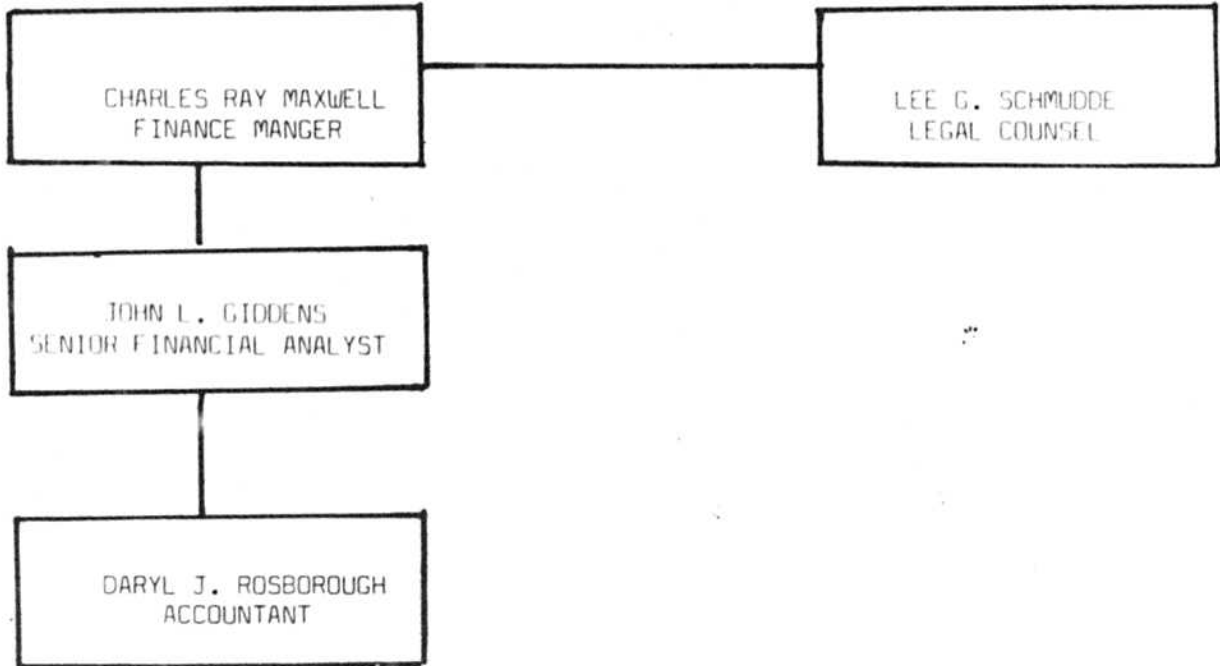 CHARLES RAY MAXWELL
FINANCE MANGER
LEE G. SCHMUDDE
LEGAL COUNSEL
JOHN L. GIDDENS
SENIOR FINANCIAL ANALYST
DARYL J. ROSBOROUGH
ACCOUNTANT